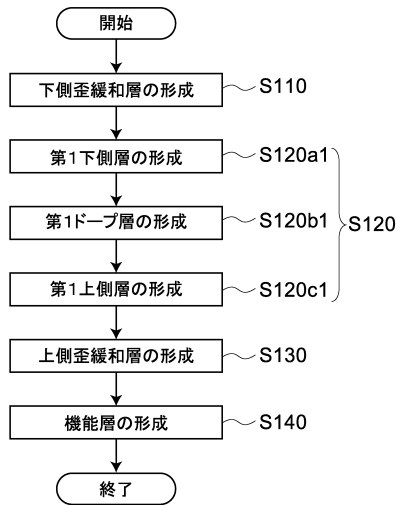 開始
下側歪緩和層の形成 S110
第1下側層の形成 S120a1
第1ドープ層の形成 S120b1 S120
第1上側層の形成 S120c1
上側歪緩和層の形成 S130
機能層の形成 S140
終了